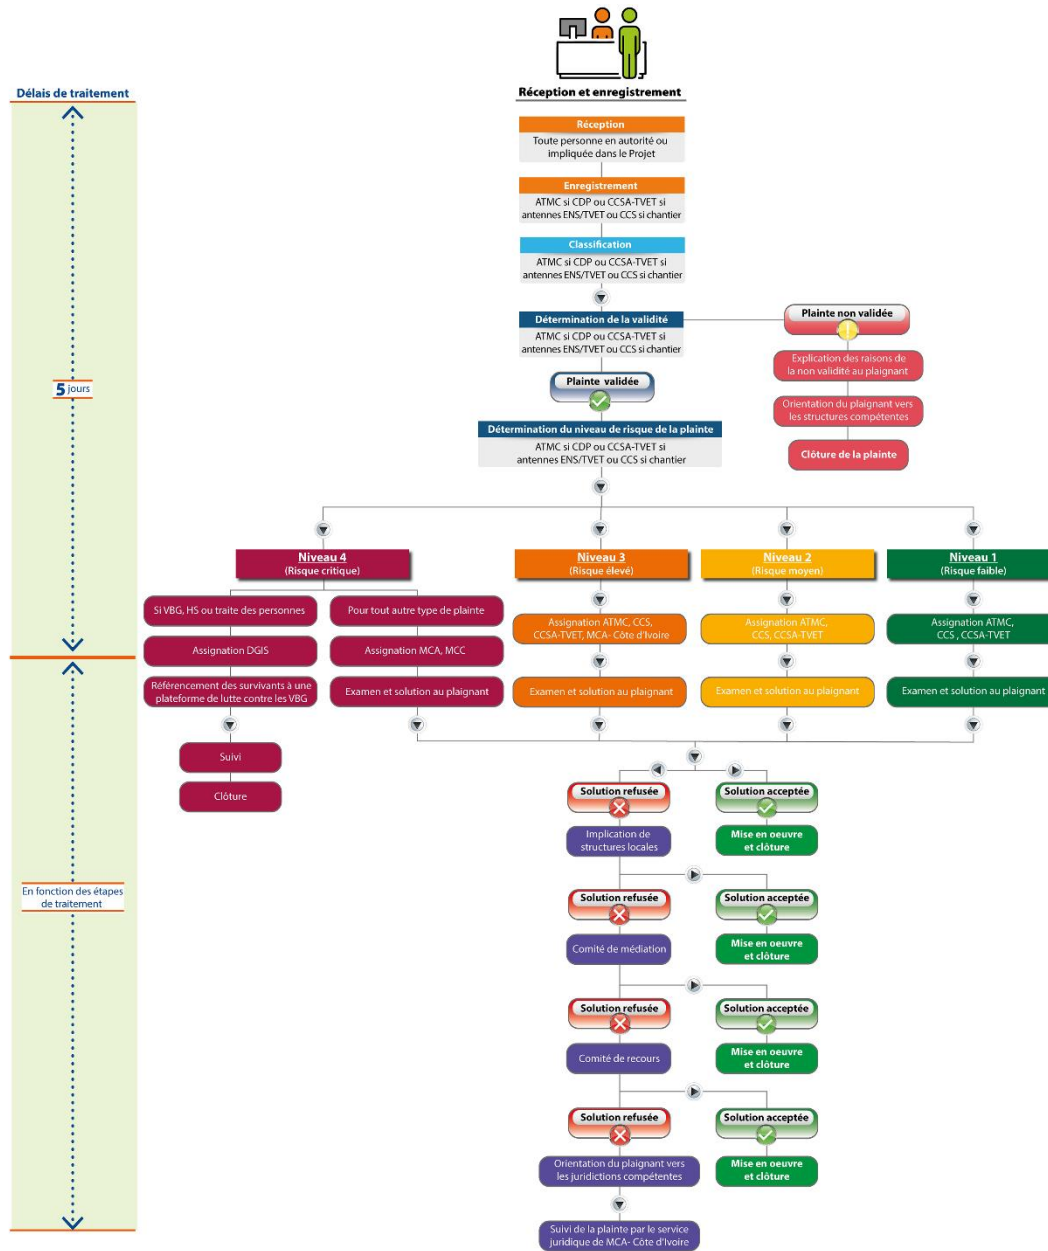 Délais de traitement
Réception et enregistrement
Réception
Toute personne en autorité ou
impliquée dans le Projet
Enregistrement
ATMC si CDP ou CCSA-TVET si
antennes ENS/TVET ou CCS si chantier
Classification
ATMC si CDP ou CCSA-TVET si
antennes ENS/TVET ou CCS si chantier
Détermination de la validité
ATMC si CDP ou CCSA-TVET si
antennes ENS/TVET ou CCS si chantier
Plainte non validée
Explication des raisons de
la non validité au plaignant
Orientation du plaignant vers
les structures compétentes
Clôture de la plainte
5 jours
Plainte validée
Détermination du niveau de risque de la plainte
ATMC si CDP ou CCSA-TVET si
antennes ENS/TVET ou CCS si chantier
Niveau 4
(Risque critique)
Niveau 3
(Risque élevé)
Niveau 2
(Risque moyen)
Niveau 1
(Risque faible)
Si VBG, HS ou traite des personnes
Pour tout autre type de plainte
Assignation ATMC, CCS,
CCSA-TVET, MCA- Côte d'Ivoire
Assignation ATMC,
CCS, CCSA-TVET
Assignation ATMC,
CCS , CCSA-TVET
Assignation DGIS
Assignation MCA, MCC
Référencement des survivants à une
plateforme de lutte contre les VBG
Examen et solution au plaignant
Examen et solution au plaignant
Examen et solution au plaignant
Examen et solution au plaignant
Suivi
Clôture
Solution refusée
Solution acceptée
Implication de
structures locales
Mise en oeuvre
et clôture
En fonction des étapes
de traitement
Solution refusée
Solution acceptée
Comité de médiation
Mise en oeuvre
et clôture
Solution refusée
Solution acceptée
Comité de recours
Mise en oeuvre
et clôture
Solution refusée
Solution acceptée
Orientation du plaignant vers
les juridictions compétentes
Mise en oeuvre
et clôture
Suivi de la plainte par le service
juridique de MCA- Côte d'Ivoire